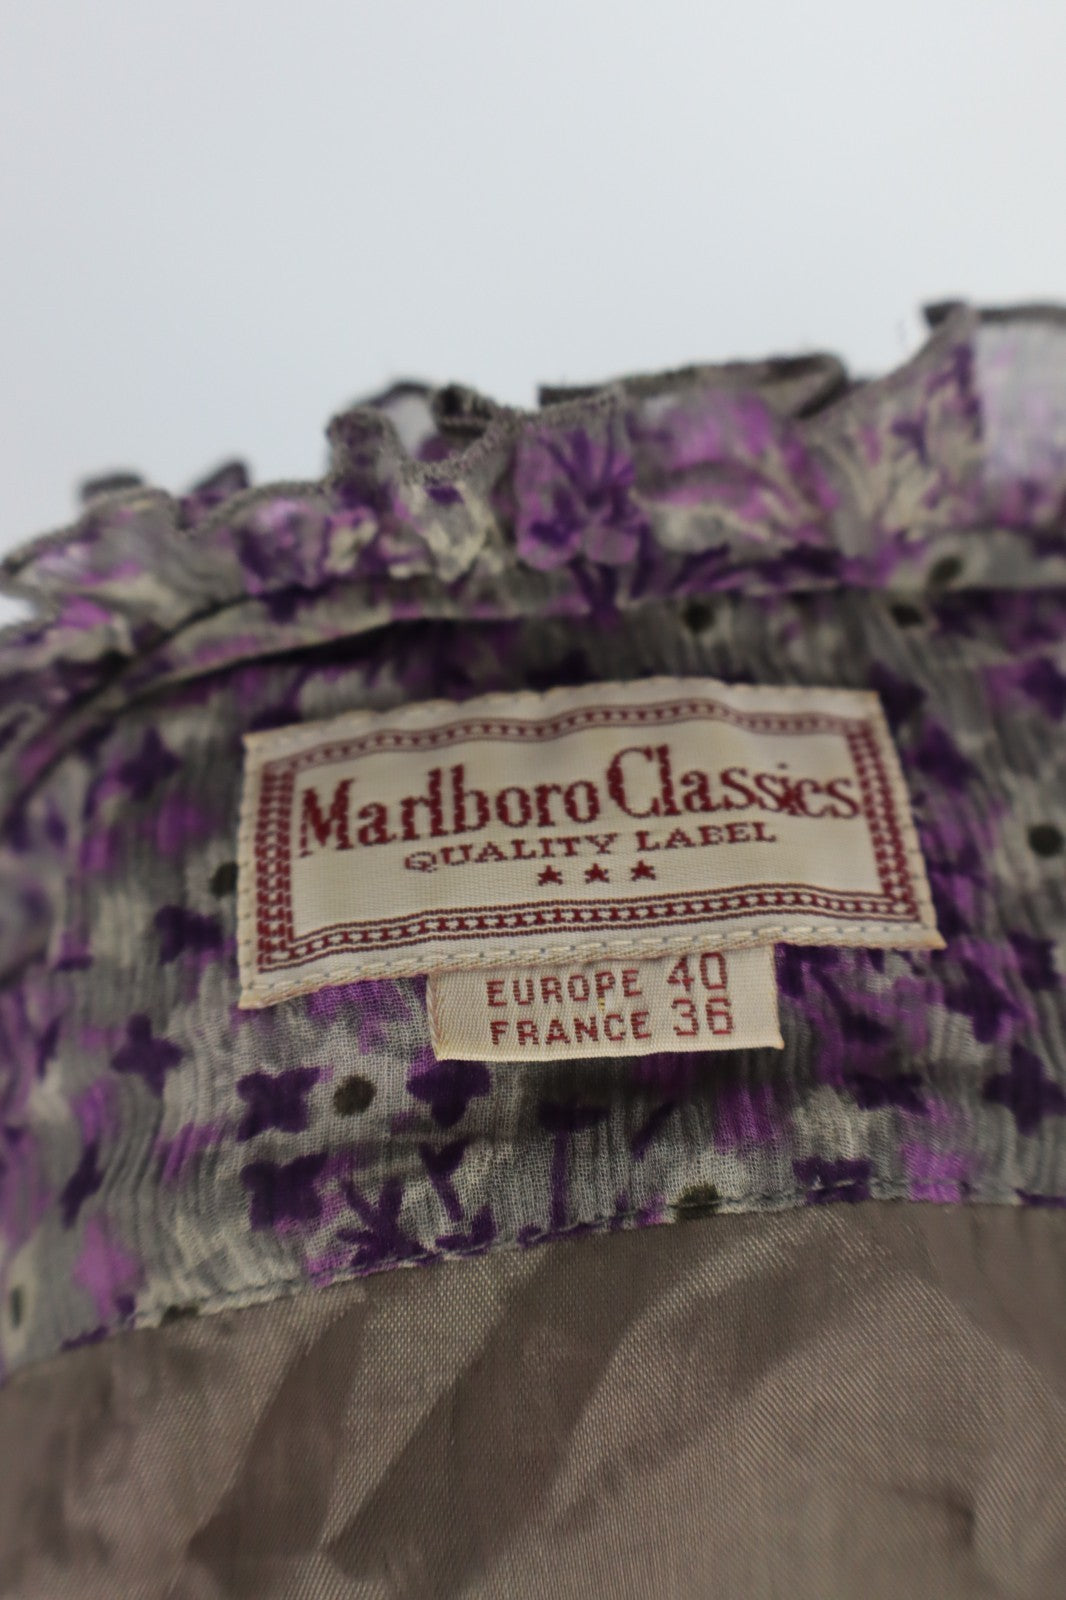 Marlboro Classics
QUALITY LABEL
★★★
EUROPE 40
FRANCE 36